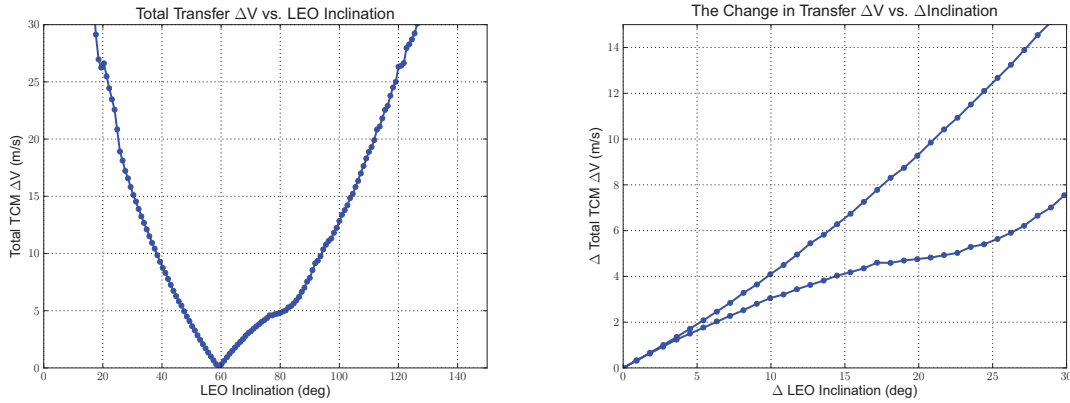 Total Transfer ΔV vs. LEO Inclination
30
25
20
15
10
5
0
Total TCM ΔV (m/s)
0 20 40 60 80 100 120 140
LEO Inclination (deg)
The Change in Transfer ΔV vs. ΔInclination
14
12
10
8
6
4
2
0
Δ Total TCM ΔV (m/s)
0 5 10 15 20 25 30
Δ LEO Inclination (deg)